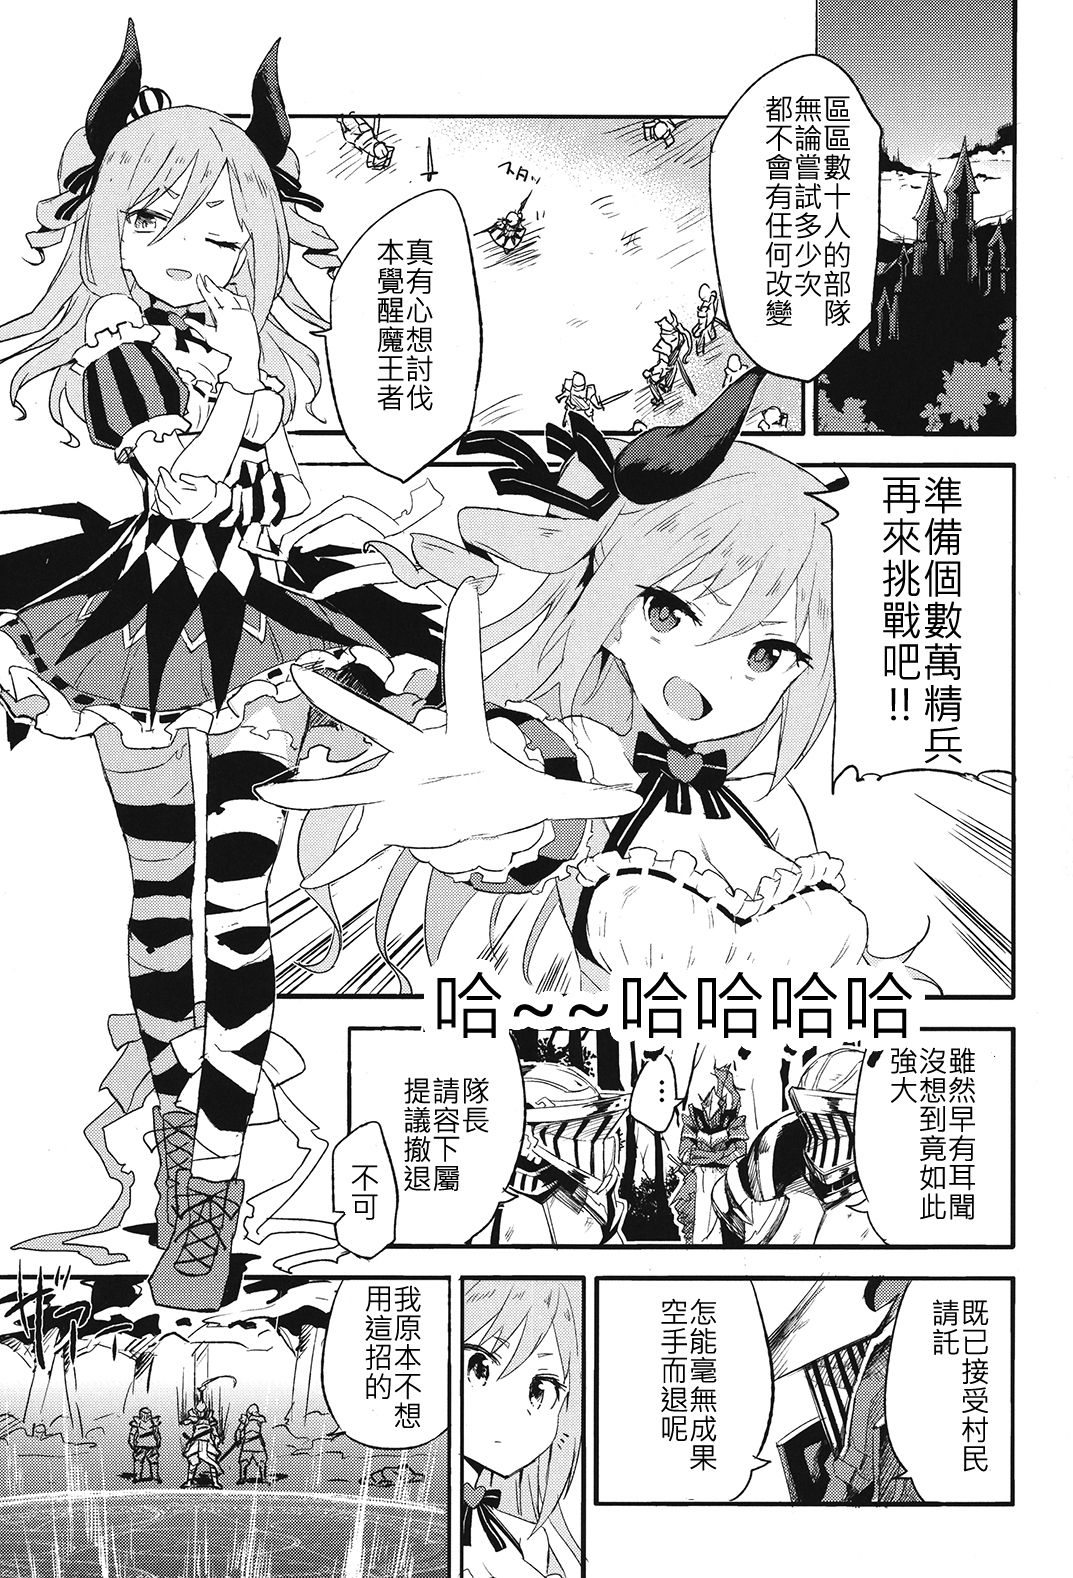 區區數十人的部隊
無論嘗試多少次
都不會有任何改變
ストッ
真有心想討伐
本覺醒魔王者
準備個數萬精兵
再來挑戰吧!!
哈~~哈哈哈哈
雖然早有耳聞
沒想到竟如此
強大
…
隊長
請容下屬
提議撤退
不可
既已接受村民
請託
怎能毫無成果
空手而退呢
我原本不想
用這招的